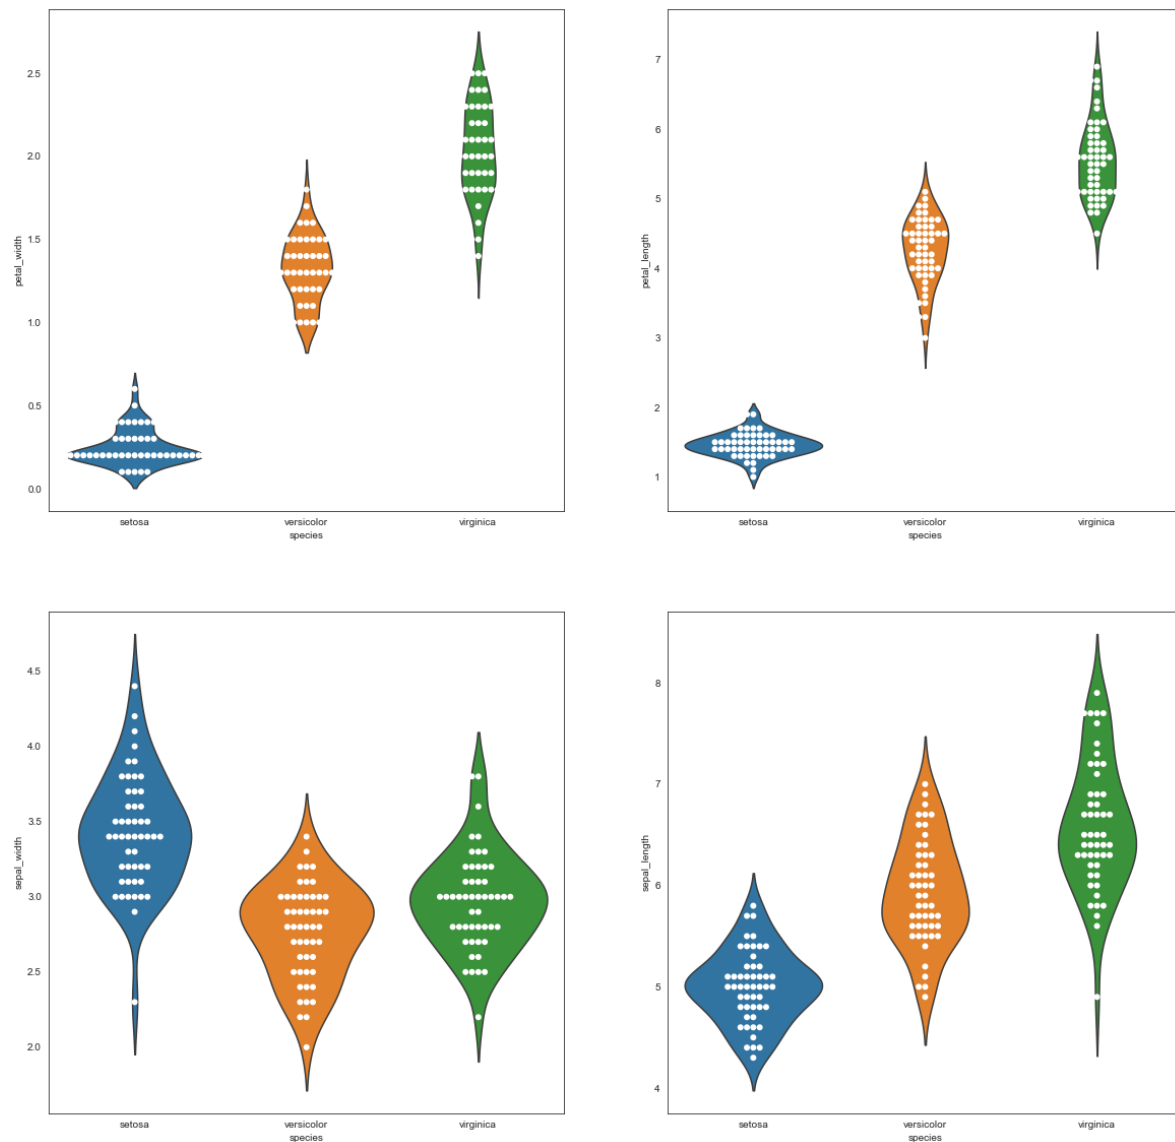 petal_width
2.5
2.0
1.5
1.0
0.5
0.0
setosa versicolor virginica
species
petal_length
7
6
5
4
3
2
1
setosa versicolor virginica
species
sepal_width
4.5
4.0
3.5
3.0
2.5
2.0
setosa versicolor virginica
species
sepal_length
8
7
6
5
4
setosa versicolor virginica
species